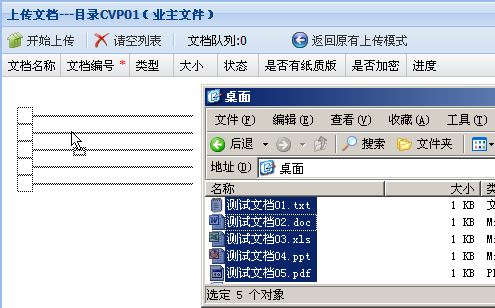 上传文档---目录CVP01（业主文件）
开始上传 请空列表 文档队列:0 返回原有上传模式
文档名称 文档编号 * 类型 大小 状态 是否有纸质版 是否加密 进度
桌面
文件(F) 编辑(E) 查看(V) 收藏(A) 工具(T)
后退 搜索 文件夹
地址(D) 桌面
名称 大小
测试文档01.txt 1 KB
测试文档02.doc 1 KB
测试文档03.xls 1 KB
测试文档04.ppt 1 KB
测试文档05.pdf 1 KB
选定 5 个对象